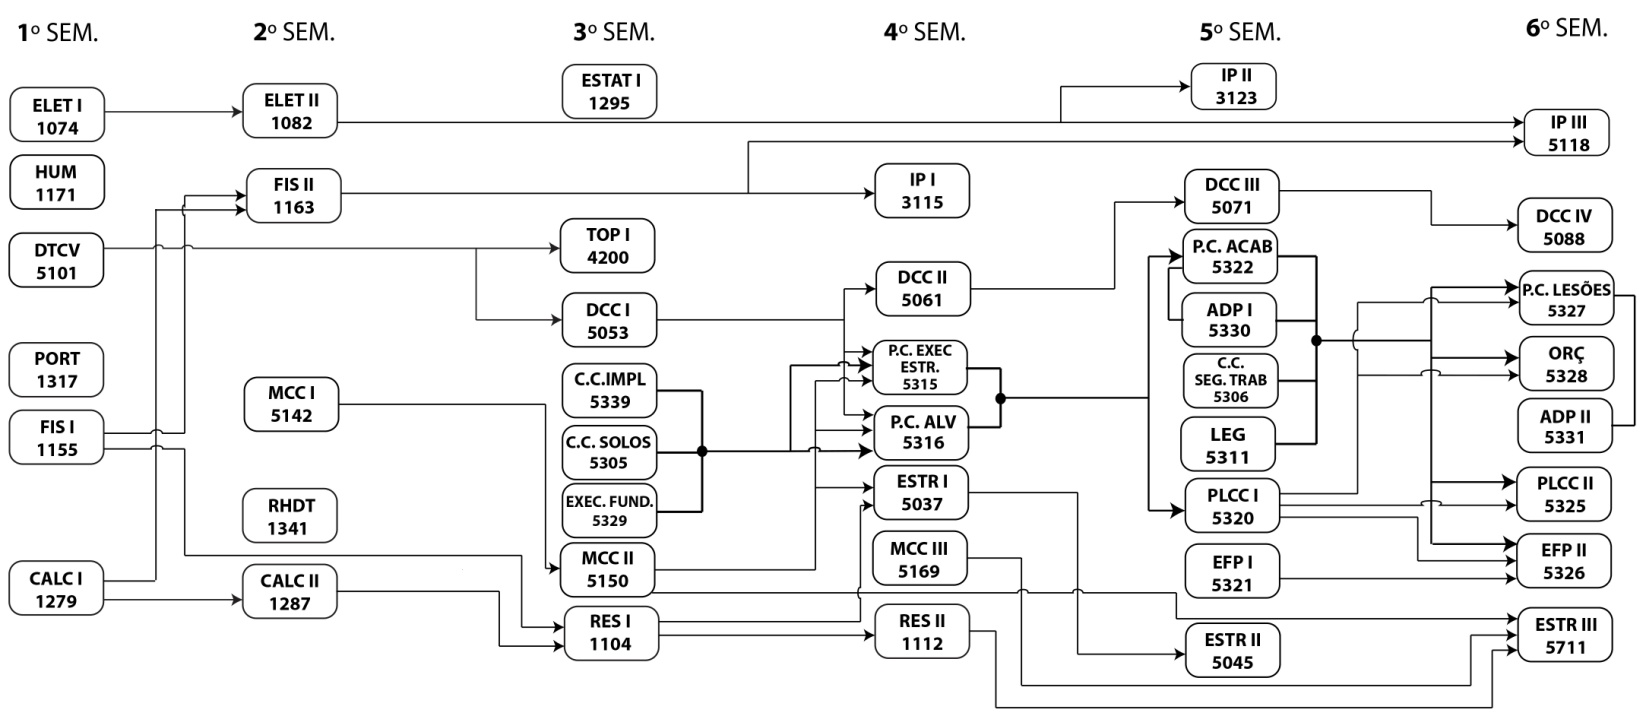 1º SEM.
2º SEM.
3º SEM.
4º SEM.
5º SEM.
6º SEM.
ELET I
1074
HUM
1171
DTCV
5101
PORT
1317
FIS I
1155
CALC I
1279
ELET II
1082
FIS II
1163
MCC I
5142
RHDT
1341
CALC II
1287
ESTAT I
1295
TOP I
4200
DCC I
5053
C.C.IMPL
5339
C.C. SOLOS
5305
EXEC. FUND.
5329
MCC II
5150
RES I
1104
IP I
3115
DCC II
5061
P.C. EXEC
ESTR.
5315
P.C. ALV
5316
ESTR I
5037
MCC III
5169
RES II
1112
IP II
3123
DCC III
5071
P.C. ACAB
5322
ADP I
5330
C.C.
SEG. TRAB
5306
LEG
5311
PLCC I
5320
EFP I
5321
ESTR II
5045
IP III
5118
DCC IV
5088
P.C. LESÕES
5327
ORÇ
5328
ADP II
5331
PLCC II
5325
EFP II
5326
ESTR III
5711